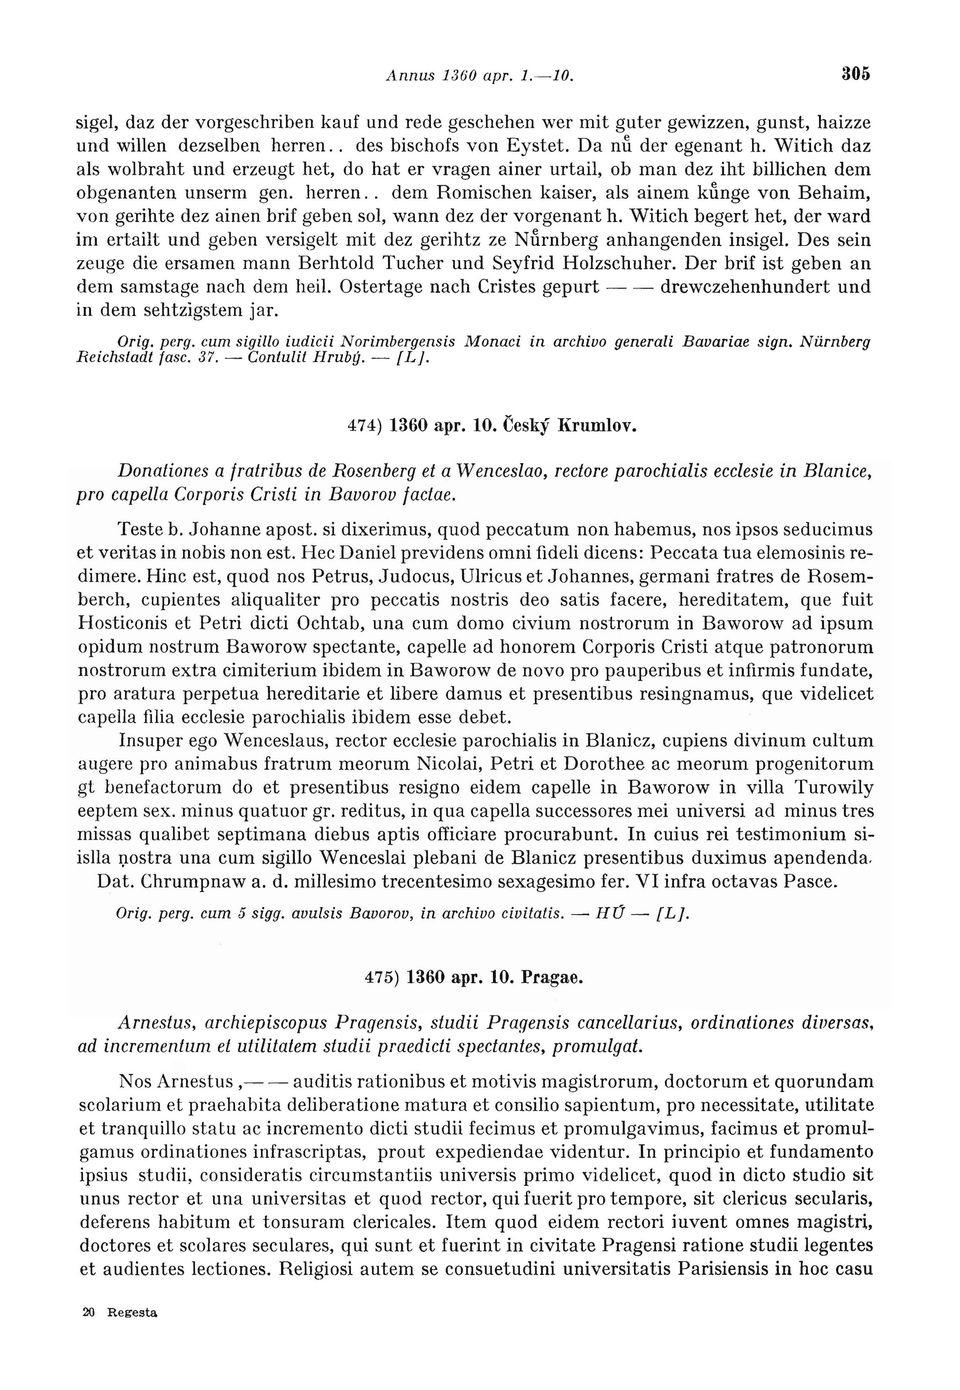 Annus 1360 apr. 1.—10. 305
sigel, daz der vorgeschriben kauf und rede geschehen wer mit guter gewizzen, gunst, haizze
und willen dezselben herren. . des bischofs von Eystet. Da nuͤ der egenant h. Witich daz
als wolbraht und erzeugt het, do hat er vragen ainer urtail, ob man dez iht billichen dem
obgenanten unserm gen. herren. . dem Romischen kaiser, als ainem kuͤnge von Behaim,
von gerihte dez ainen brif geben sol, wann dez der vorgenant h. Witich begert het, der ward
im ertailt und geben versigelt mit dez gerihtz ze Nuͤrnberg anhangenden insigel. Des sein
zeuge die ersamen mann Berhtold Tucher und Seyfrid Holzschuher. Der brif ist geben an
dem samstage nach dem heil. Ostertage nach Cristes gepurt — — drewczehenhundert und
in dem sehtzigstem jar.
Orig. perg. cum sigillo iudicii Norimbergensis Monaci in archivo generali Bavariae sign. Nürnberg
Reichstadt fasc. 37. — Contulit Hrubý. — [L].
474) 1360 apr. 10. Český Krumlov.
Donationes a fratribus de Rosenberg et a Wenceslao, rectore parochialis ecclesie in Blanice,
pro capella Corporis Cristi in Bavorov factae.
Teste b. Johanne apost. si dixerimus, quod peccatum non habemus, nos ipsos seducimus
et veritas in nobis non est. Hec Daniel previdens omni fideli dicens: Peccata tua elemosinis re-
dimere. Hinc est, quod nos Petrus, Judocus, Ulricus et Johannes, germani fratres de Rosem-
berch, cupientes aliqualiter pro peccatis nostris deo satis facere, hereditatem, que fuit
Hosticonis et Petri dicti Ochtab, una cum domo civium nostrorum in Baworow ad ipsum
opidum nostrum Baworow spectante, capelle ad honorem Corporis Cristi atque patronorum
nostrorum extra cimiterium ibidem in Baworow de novo pro pauperibus et infirmis fundate,
pro aratura perpetua hereditarie et libere damus et presentibus resingnamus, que videlicet
capella filia ecclesie parochialis ibidem esse debet.
Insuper ego Wenceslaus, rector ecclesie parochialis in Blanicz, cupiens divinum cultum
augere pro animabus fratrum meorum Nicolai, Petri et Dorothee ac meorum progenitorum
gt benefactorum do et presentibus resigno eidem capelle in Baworow in villa Turowily
eeptem sex. minus quatuor gr. reditus, in qua capella successores mei universi ad minus tres
missas qualibet septimana diebus aptis officiare procurabunt. In cuius rei testimonium si-
islla nostra una cum sigillo Wenceslai plebani de Blanicz presentibus duximus apendenda.
Dat. Chrumpnaw a. d. millesimo trecentesimo sexagesimo fer. VI infra octavas Pasce.
Orig. perg. cum 5 sigg. avulsis Bavorov, in archivo civitatis. — HÚ — [L].
475) 1360 apr. 10. Pragae.
Arnestus, archiepiscopus Pragensis, studii Pragensis cancellarius, ordinationes diversas,
ad incrementum et utilitatem studii praedicti spectantes, promulgat.
Nos Arnestus ,— — auditis rationibus et motivis magistrorum, doctorum et quorundam
scolarium et praehabita deliberatione matura et consilio sapientum, pro necessitate, utilitate
et tranquillo statu ac incremento dicti studii fecimus et promulgavimus, facimus et promul-
gamus ordinationes infrascriptas, prout expediendae videntur. In principio et fundamento
ipsius studii, consideratis circumstantiis universis primo videlicet, quod in dicto studio sit
unus rector et una universitas et quod rector, qui fuerit pro tempore, sit clericus secularis,
deferens habitum et tonsuram clericales. Item quod eidem rectori iuvent omnes magistri,
doctores et scolares seculares, qui sunt et fuerint in civitate Pragensi ratione studii legentes
et audientes lectiones. Religiosi autem se consuetudini universitatis Parisiensis in hoc casu
20 Regesta